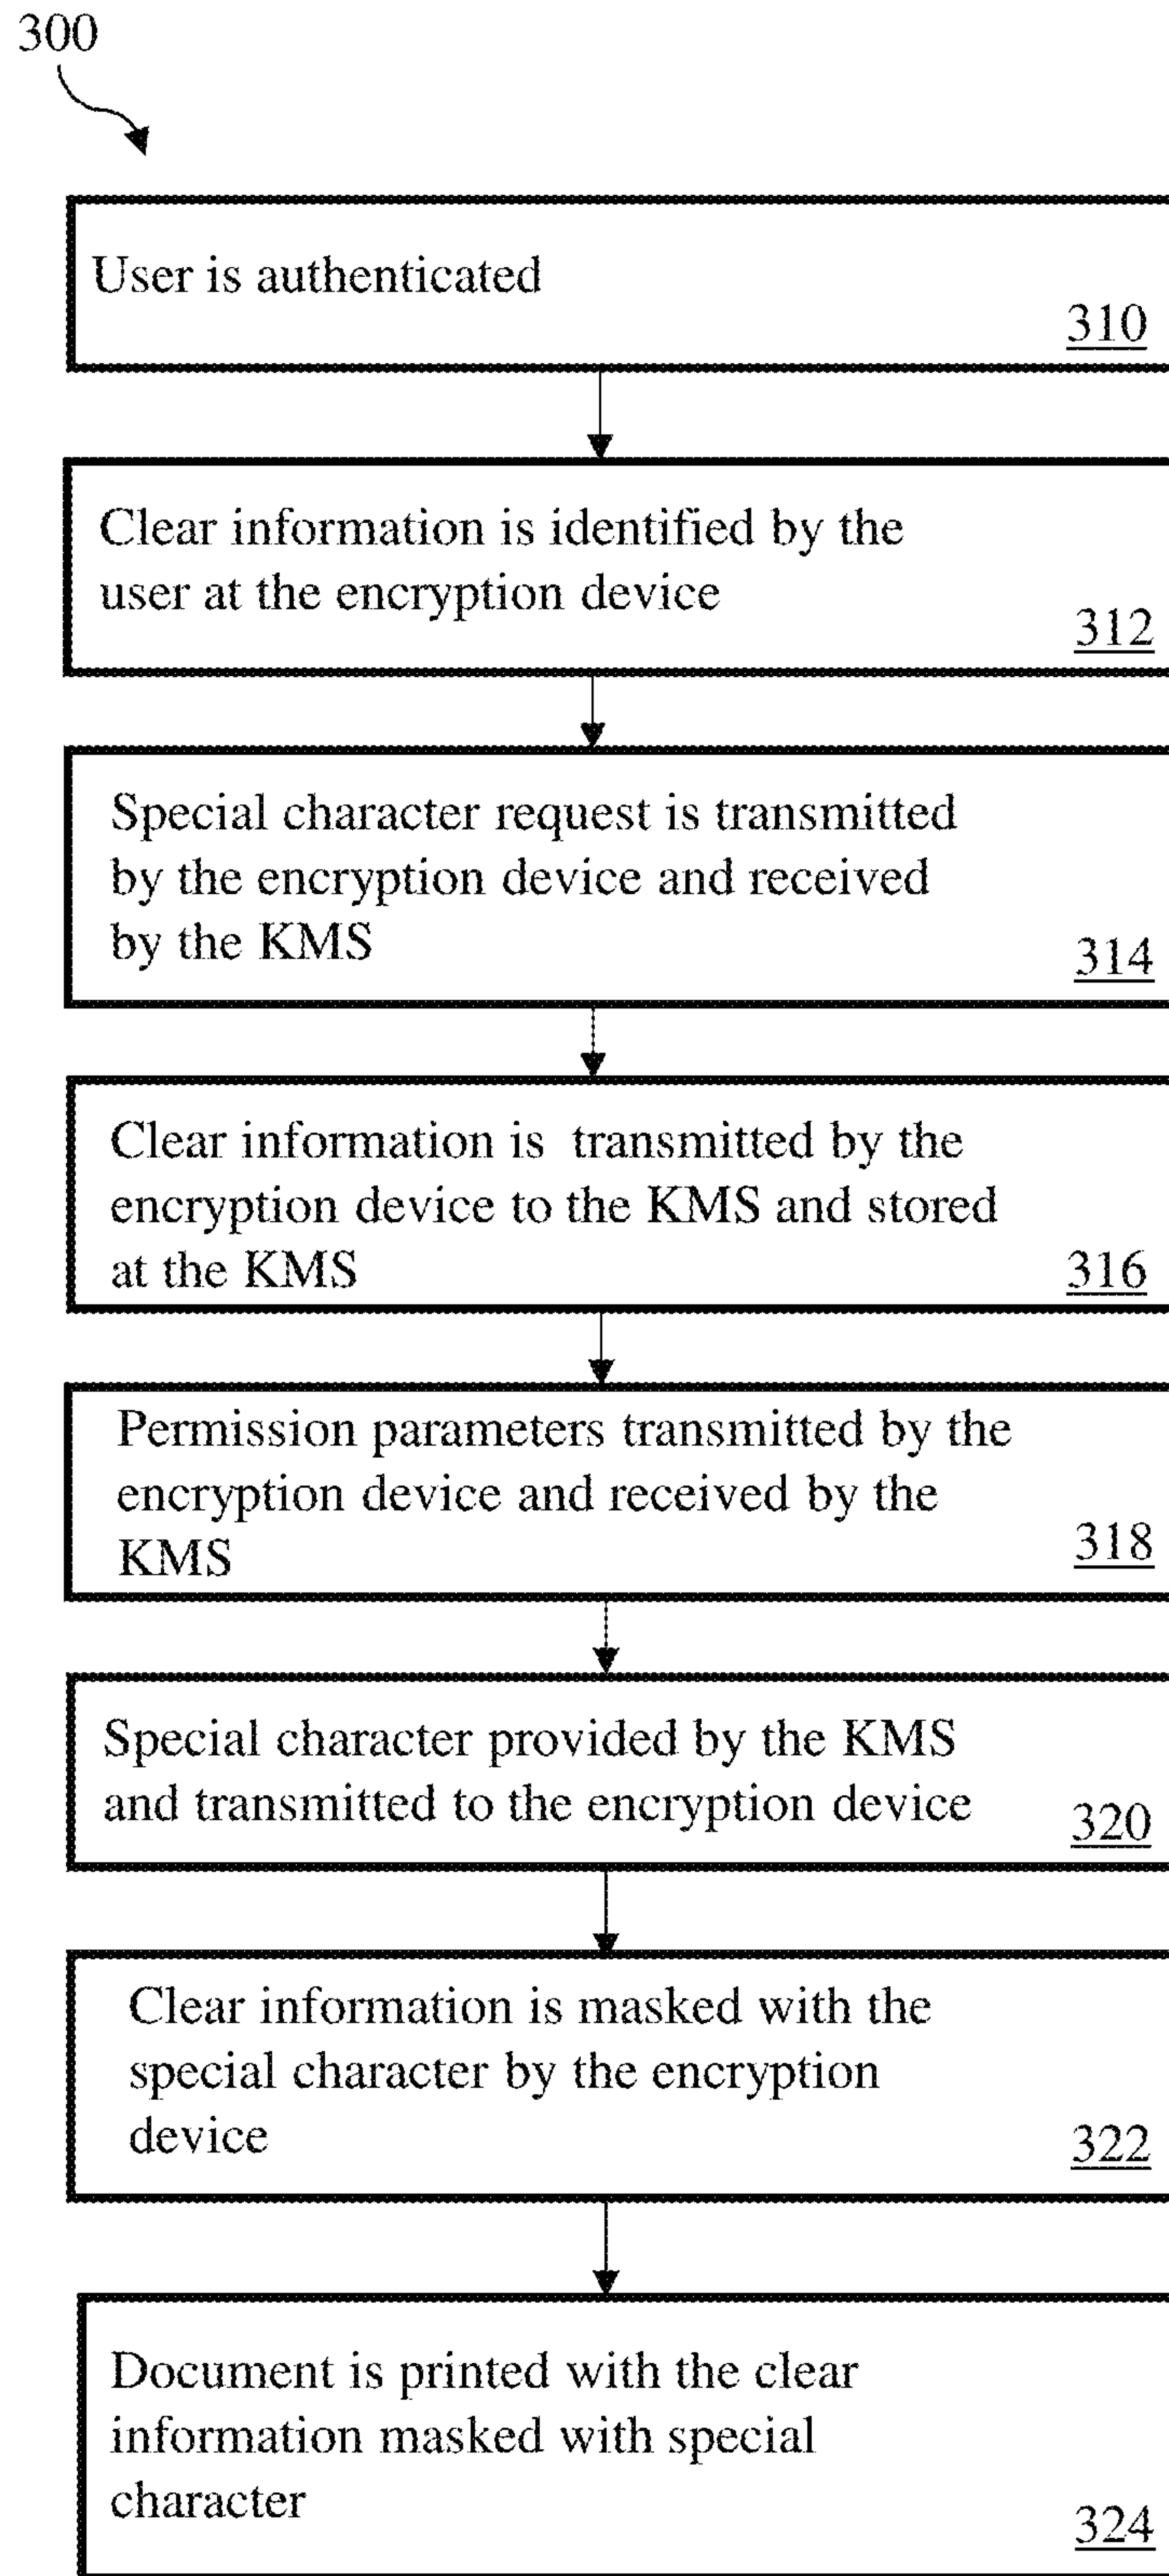 300
User is authenticated
310
Clear information is identified by the
user at the encryption device
312
Special character request is transmitted
by the encryption device and received
by the KMS
314
Clear information is transmitted by the
encryption device to the KMS and stored
at the KMS
316
Permission parameters transmitted by the
encryption device and received by the
KMS
318
Special character provided by the KMS
and transmitted to the encryption device
320
Clear information is masked with the
special character by the encryption
device
322
Document is printed with the clear
information masked with special
character
324